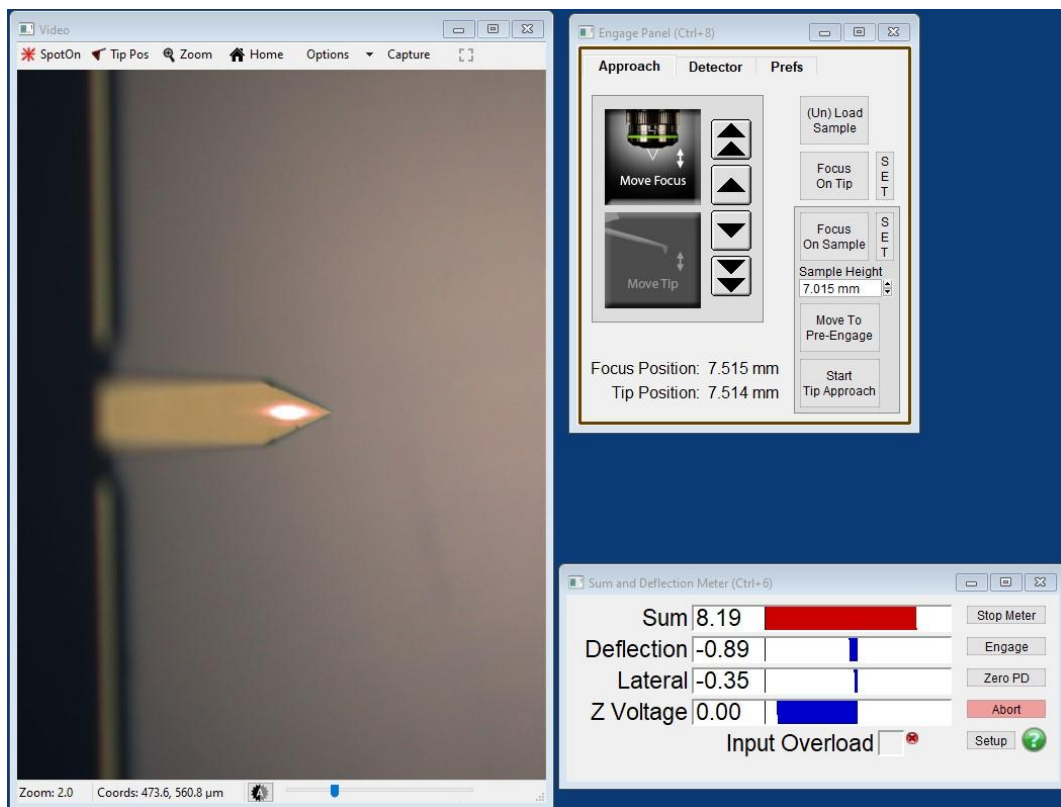 Video
SpotOn Tip Pos Zoom Home Options Capture
Zoom: 2.0 Coords: 473.6, 560.8 µm
A
Engage Panel (Ctrl+8)
Approach Detector Prefs
Move Focus
Move Tip
(Un) Load
Sample
Focus
On Tip
SET
Focus
On Sample
SET
Sample Height
7.015 mm
Move To
Pre-Engage
Start
Tip Approach
Focus Position: 7.515 mm
Tip Position: 7.514 mm
Sum and Deflection Meter (Ctrl+6)
Sum 8.19 Stop Meter
Deflection -0.89 Engage
Lateral -0.35 Zero PD
Z Voltage 0.00 Abort
Input Overload Setup ?